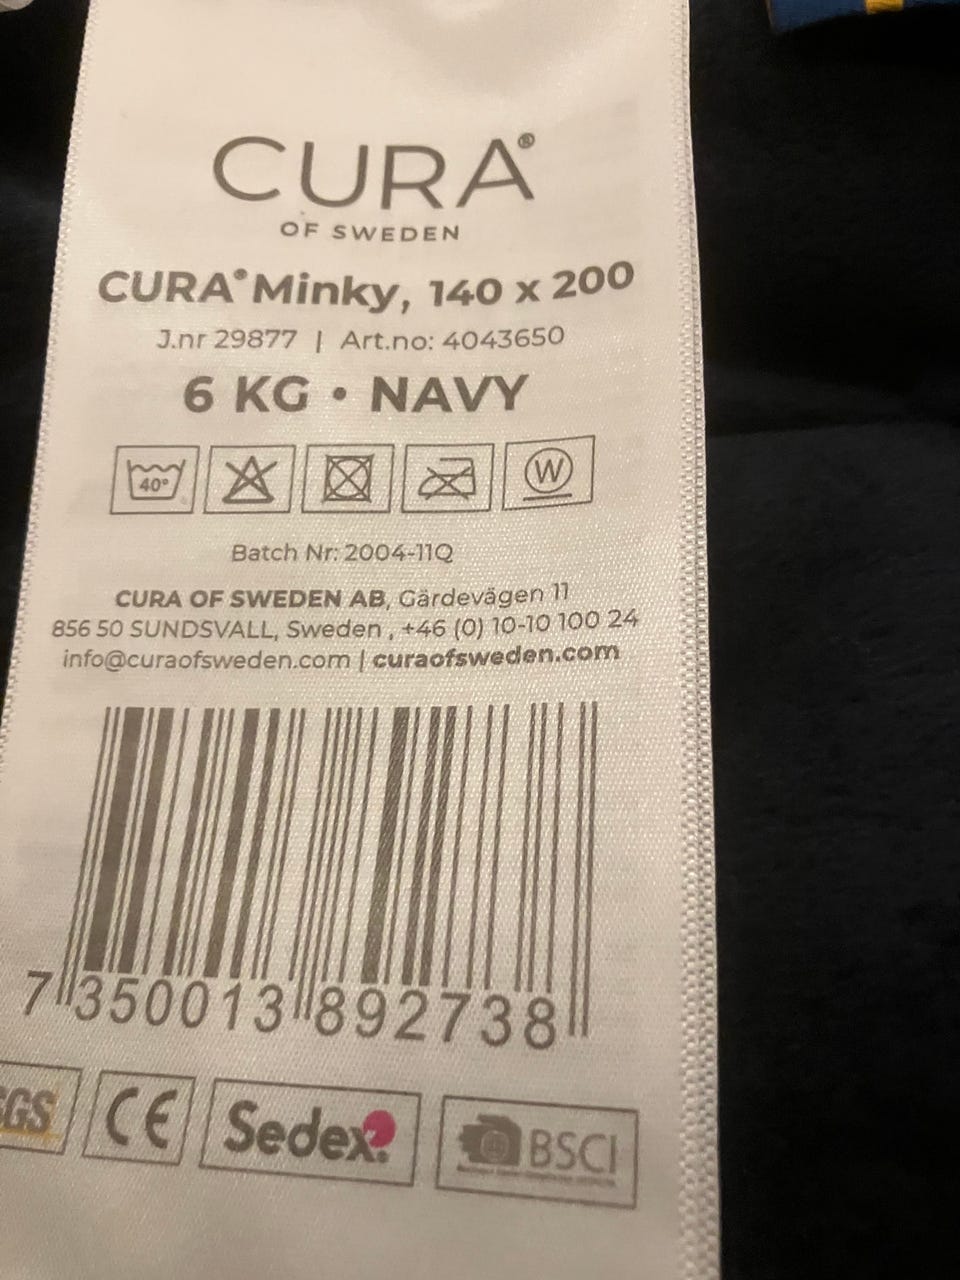 CURA®
OF SWEDEN
CURA® Minky, 140 x 200
J.nr 29877 | Art.no: 4043650
6 KG • NAVY
40° W
Batch Nr: 2004-11Q
CURA OF SWEDEN AB, Gärdevägen 11
856 50 SUNDSVALL, Sweden , +46 (0) 10-10 100 24
info@curaofsweden.com | curaofsweden.com
7 350013 892738
SGS CE Sedex BSCI